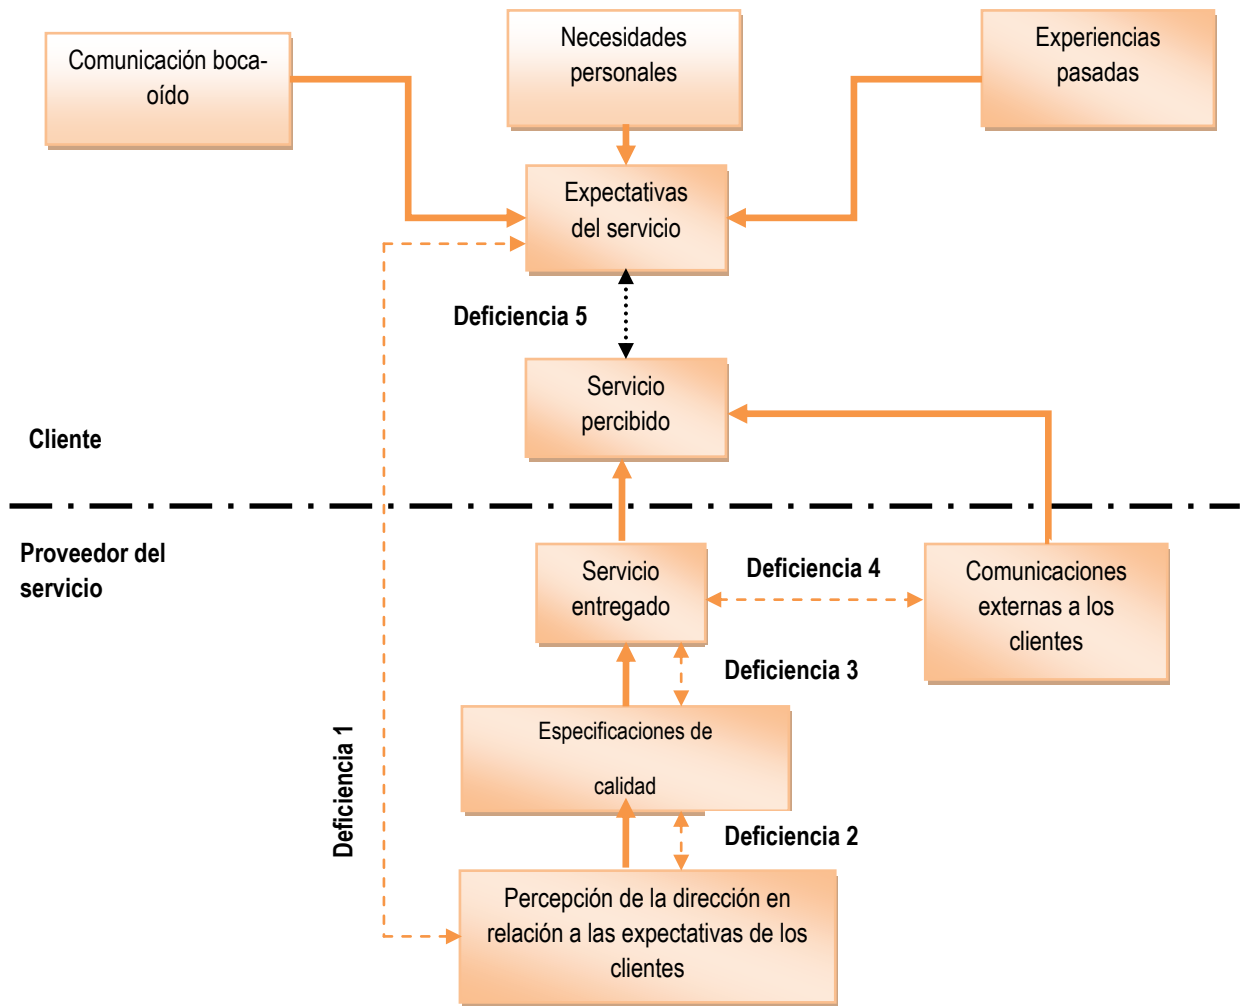 Comunicación boca-
oído
Necesidades
personales
Experiencias
pasadas
Expectativas
del servicio
Deficiencia 5
Servicio
percibido
Cliente
Proveedor del
servicio
Servicio
entregado
Deficiencia 4
Comunicaciones
externas a los
clientes
Deficiencia 3
Especificaciones de
calidad
Deficiencia 1
Deficiencia 2
Percepción de la dirección en
relación a las expectativas de los
clientes